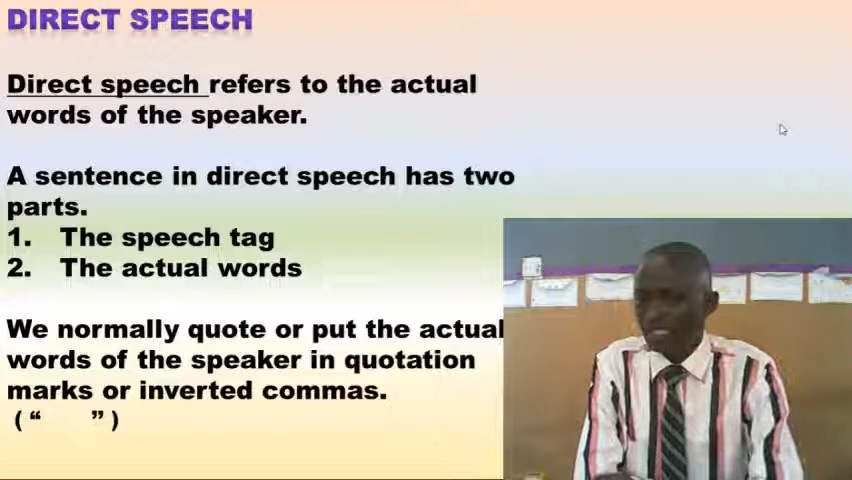 DIRECT SPEECH
Direct speech refers to the actual
words of the speaker.
A sentence in direct speech has two
parts.
1. The speech tag
2. The actual words
We normally quote or put the actual
words of the speaker in quotation
marks or inverted commas.
(“ ”)